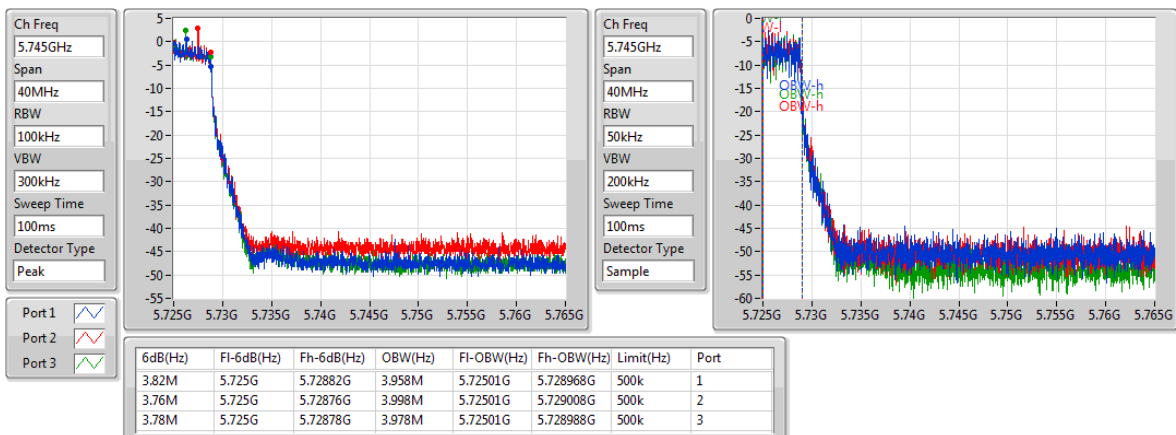 Ch Freq
5.745GHz
Span
40MHz
RBW
100kHz
VBW
300kHz
Sweep Time
100ms
Detector Type
Peak
Port 1
Port 2
Port 3
5
0
-5
-10
-15
-20
-25
-30
-35
-40
-45
-50
-55
5.725G 5.73G 5.735G 5.74G 5.745G 5.75G 5.755G 5.76G 5.765G
Ch Freq
5.745GHz
Span
40MHz
RBW
50kHz
VBW
200kHz
Sweep Time
100ms
Detector Type
Sample
0
-5
-10
-15
-20
-25
-30
-35
-40
-45
-50
-55
-60
OBW-h
OBW-h
OBW-h
5.725G 5.73G 5.735G 5.74G 5.745G 5.75G 5.755G 5.76G 5.765G
6dB(Hz) Fl-6dB(Hz) Fh-6dB(Hz) OBW(Hz) Fl-OBW(Hz) Fh-OBW(Hz) Limit(Hz) Port
3.82M 5.725G 5.72882G 3.958M 5.72501G 5.728968G 500k 1
3.76M 5.725G 5.72876G 3.998M 5.72501G 5.729008G 500k 2
3.78M 5.725G 5.72878G 3.978M 5.72501G 5.728988G 500k 3